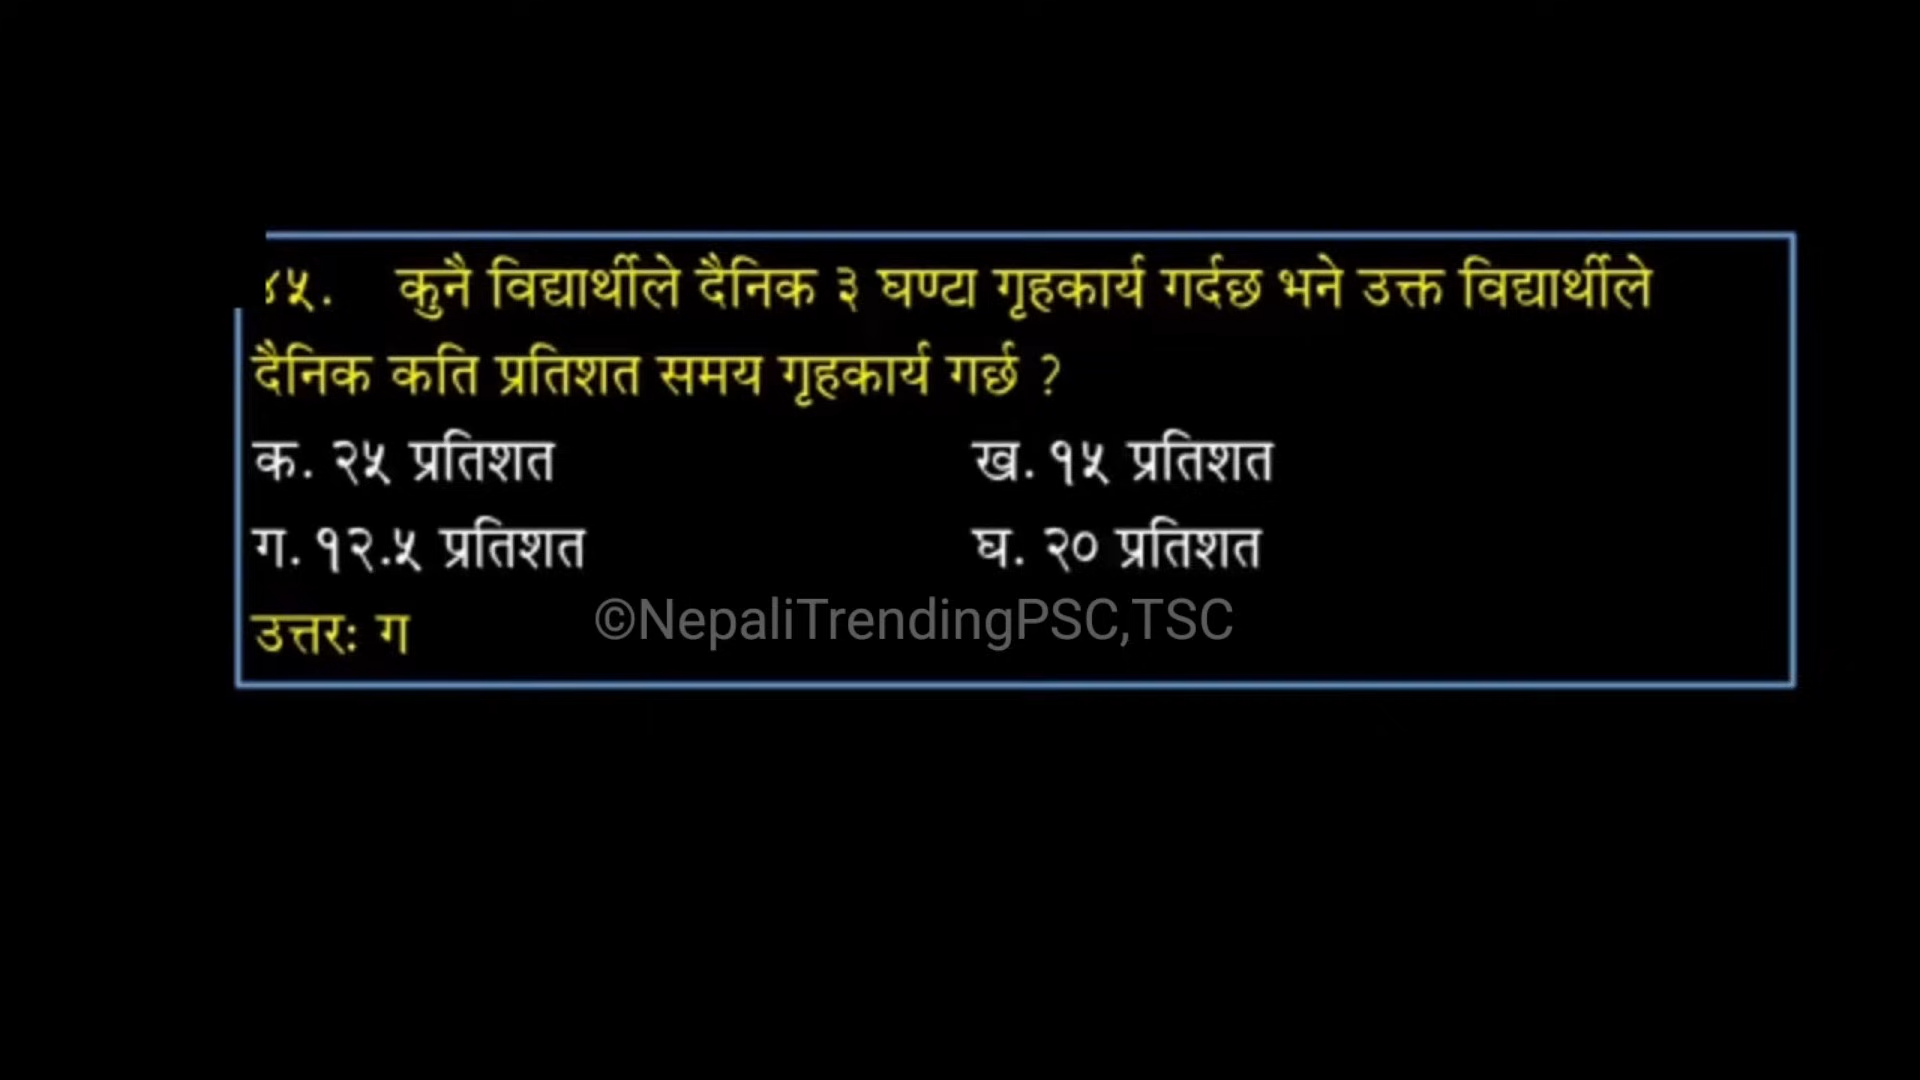 ४५. कुनै विद्यार्थीले दैनिक ३ घण्टा गृहकार्य गर्दछ भने उक्त विद्यार्थीले
दैनिक कति प्रतिशत समय गृहकार्य गर्छ ?
क. २५ प्रतिशत ख. १५ प्रतिशत
ग. १२.५ प्रतिशत घ. २० प्रतिशत
उत्तरः ग ©NepaliTrendingPSC,TSC